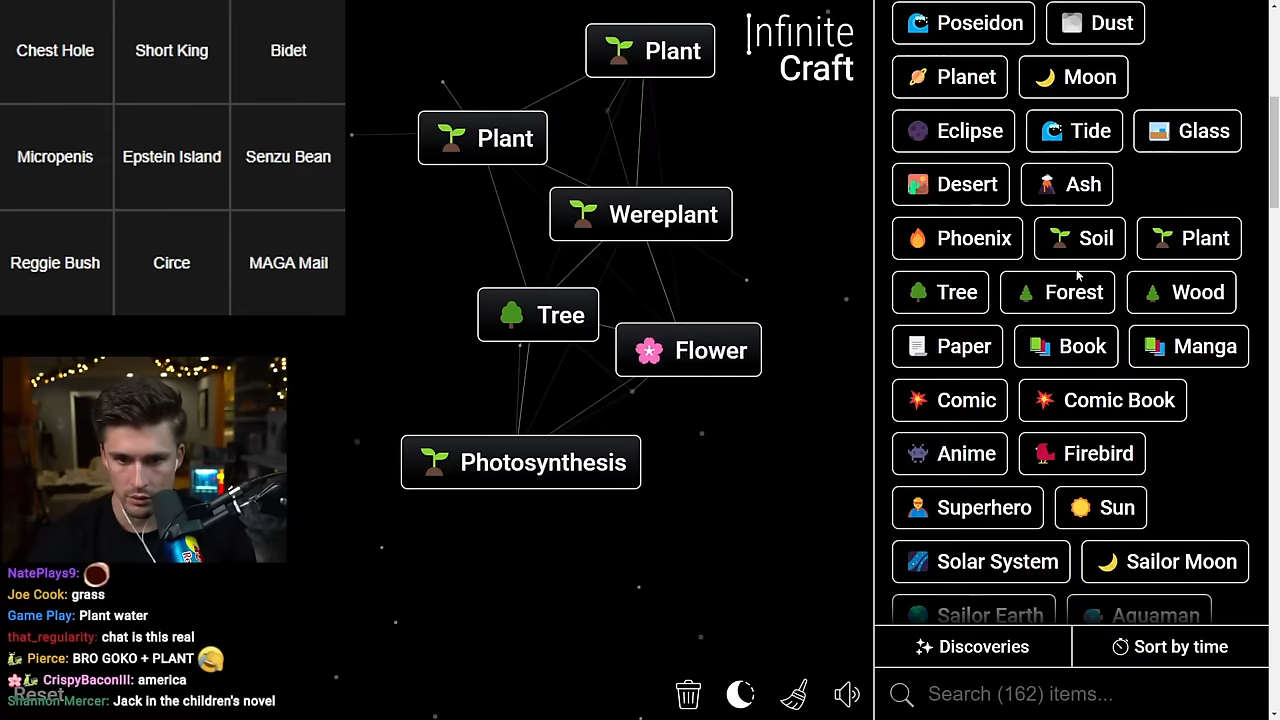 Chest Hole
Short King
Bidet
Micropenis
Epstein Island
Senzu Bean
Reggie Bush
Circe
MAGA Mail
NatePlays9:
Joe Cook: grass
Game Play: Plant water
that_regularity: chat is this real
Pierce: BRO GOKO + PLANT
CrispyBaconIII: america
Reset
Shannon Mercer: Jack in the children's novel
Infinite
Craft
Plant
Plant
Wereplant
Tree
Flower
Photosynthesis
Poseidon
Dust
Planet
Moon
Eclipse
Tide
Glass
Desert
Ash
Phoenix
Soil
Plant
Tree
Forest
Wood
Paper
Book
Manga
Comic
Comic Book
Anime
Firebird
Superhero
Sun
Solar System
Sailor Moon
Sailor Earth
Aquaman
Discoveries
Sort by time
Search (162) items...